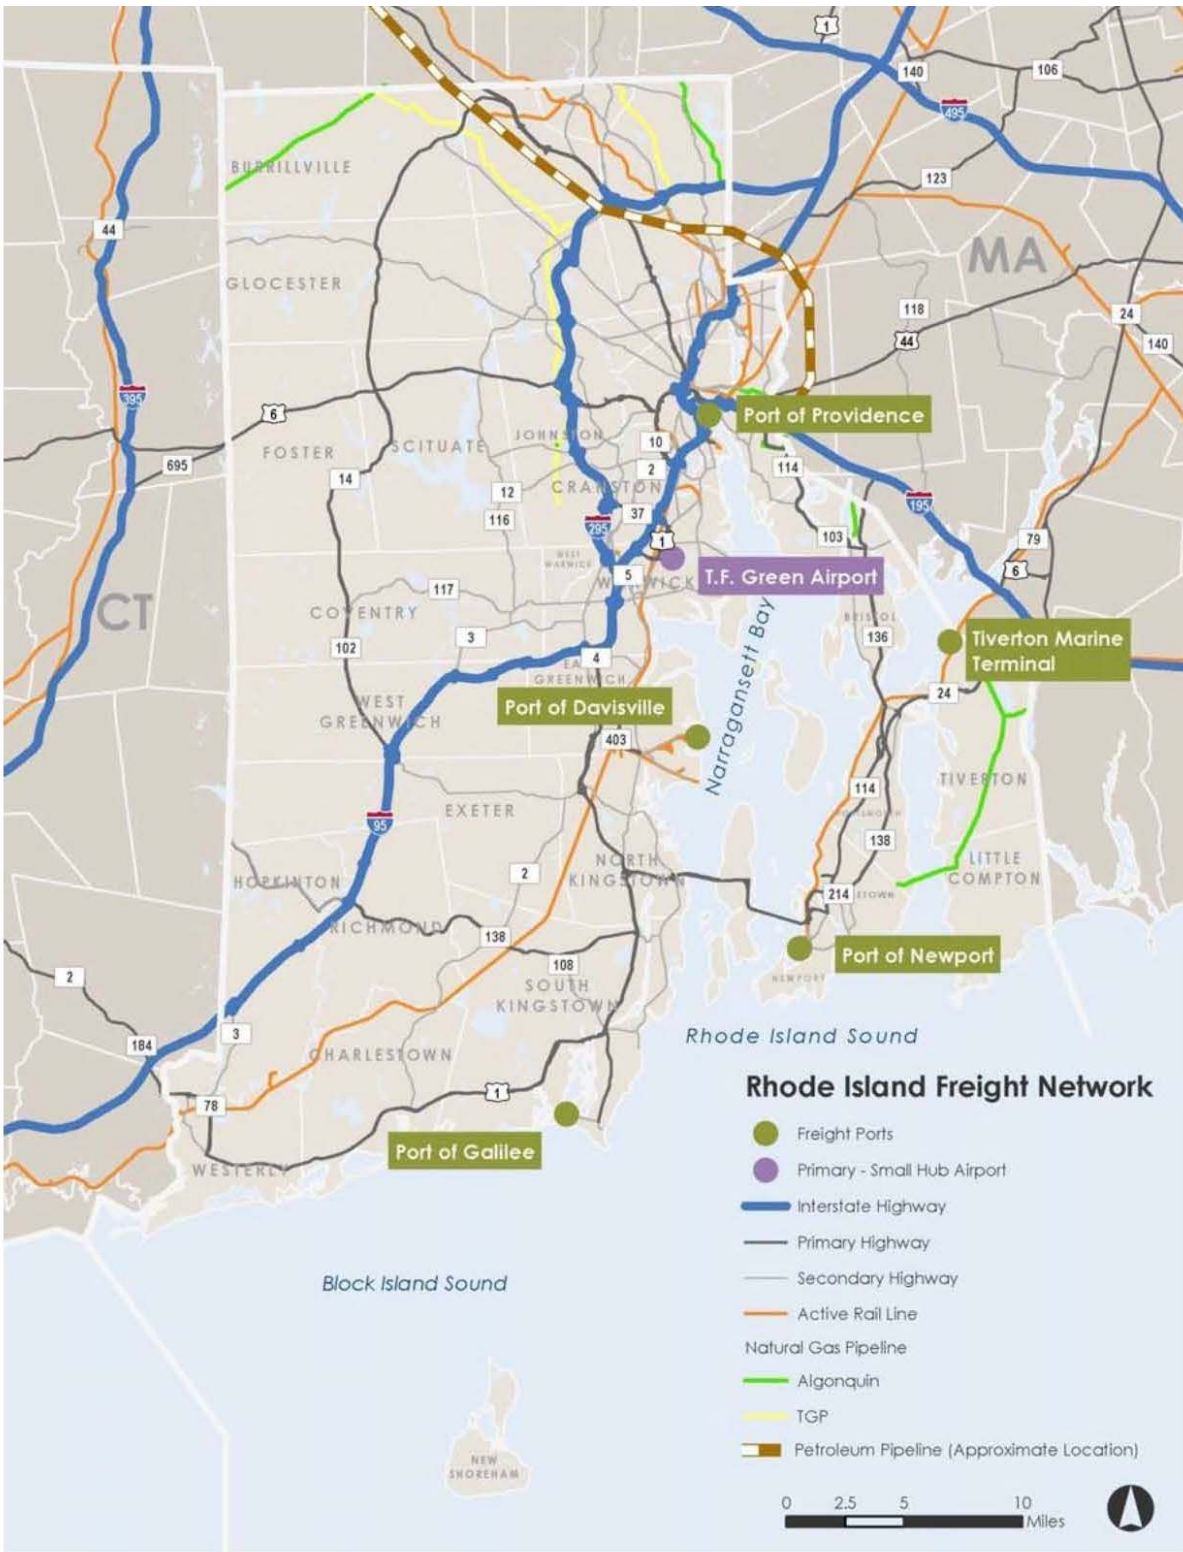 1
140
106
495
123
BURRILLVILLE
44
MA
GLOCESTER
118
24
44
140
395
6
Port of Providence
JOHNSTON
SCITUATE
10
FOSTER
695
2
114
14
CRANSTON
12
195
37
116
295
103
79
1
WEST
WARWICK
6
T.F. Green Airport
5
WARWICK
117
CT
COVENTRY
BRISTOL
3
136
Tiverton Marine
Terminal
102
4
EAST
GREENWICH
24
WEST
GREENWICH
Port of Davisville
403
Narragansett Bay
TIVERTON
114
EXETER
PORTSMOUTH
95
138
NORTH
KINGSTOWN
LITTLE
COMPTON
2
HOPKINTON
214
RICHMOND
138
Port of Newport
108
2
NEWPORT
SOUTH
KINGSTOWN
3
Rhode Island Sound
184
CHARLESTOWN
1
78
Port of Galilee
WESTERLY
Block Island Sound
NEW
SHOREHAM
Rhode Island Freight Network
Freight Ports
Primary - Small Hub Airport
Interstate Highway
Primary Highway
Secondary Highway
Active Rail Line
Natural Gas Pipeline
Algonquin
TGP
Petroleum Pipeline (Approximate Location)
0 2.5 5 10
Miles